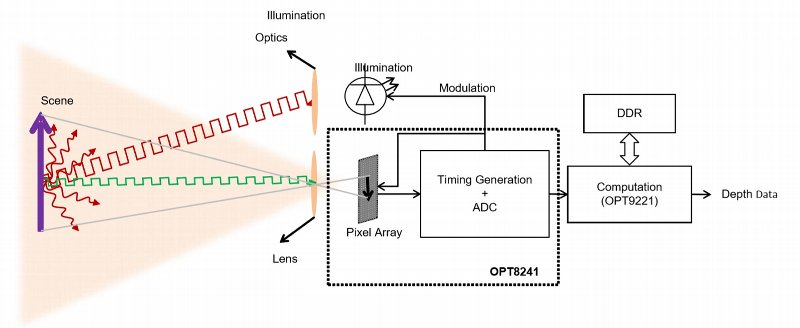 Illumination
Optics
Scene
Illumination
Modulation
DDR
Timing Generation
+
ADC
Computation
(OPT9221)
Depth Data
Pixel Array
Lens
OPT8241